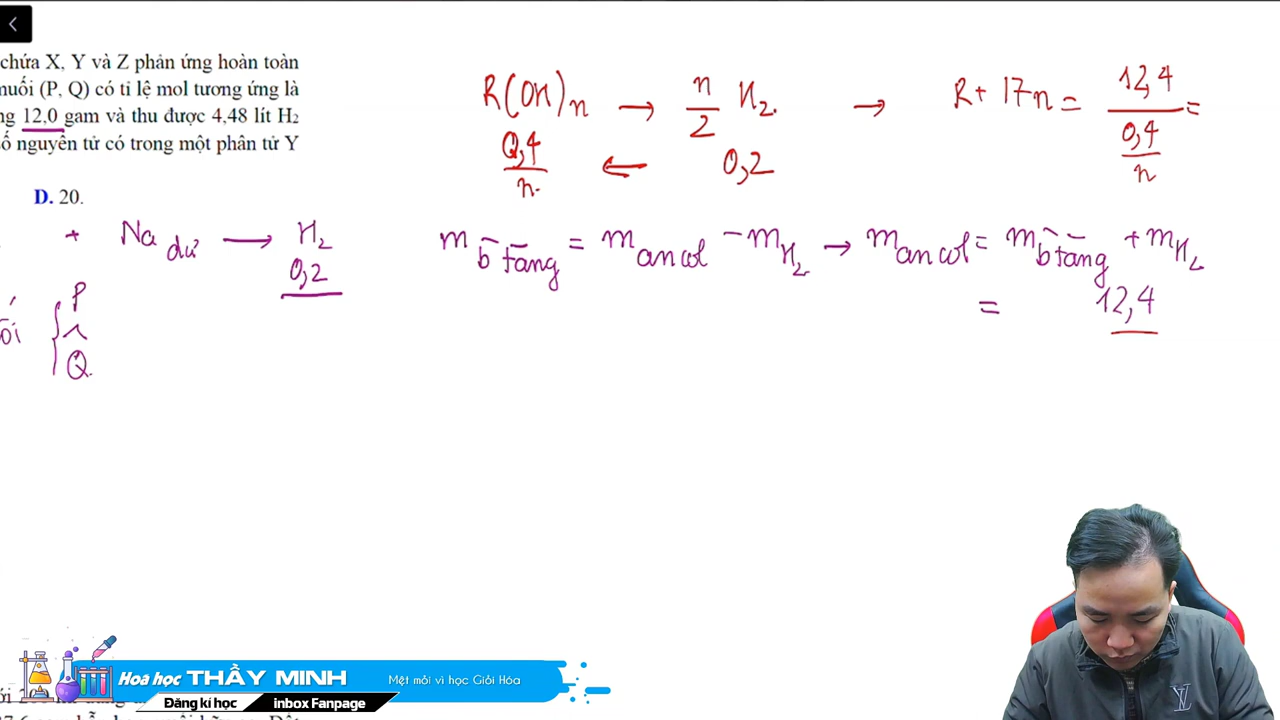 chứa X, Y và Z phản ứng hoàn toàn
muối (P, Q) có tỉ lệ mol tương ứng là
ng 12,0 gam và thu được 4,48 lít H₂
ố nguyên tử có trong một phân tử Y
D. 20.
R(OH)n → n/2 H₂ → R + 17n = 12,4 / (0,4/n) =
0,4/n ← 0,2
+ Na dư → H₂
0,2
m b tăng = m ancol − m H₂ → m ancol = m b tăng + m H₂
= 12,4
ối { P
Q
Hoá học THẦY MINH
Mệt mỏi vì học Giỏi Hóa
Đăng kí học
inbox Fanpage